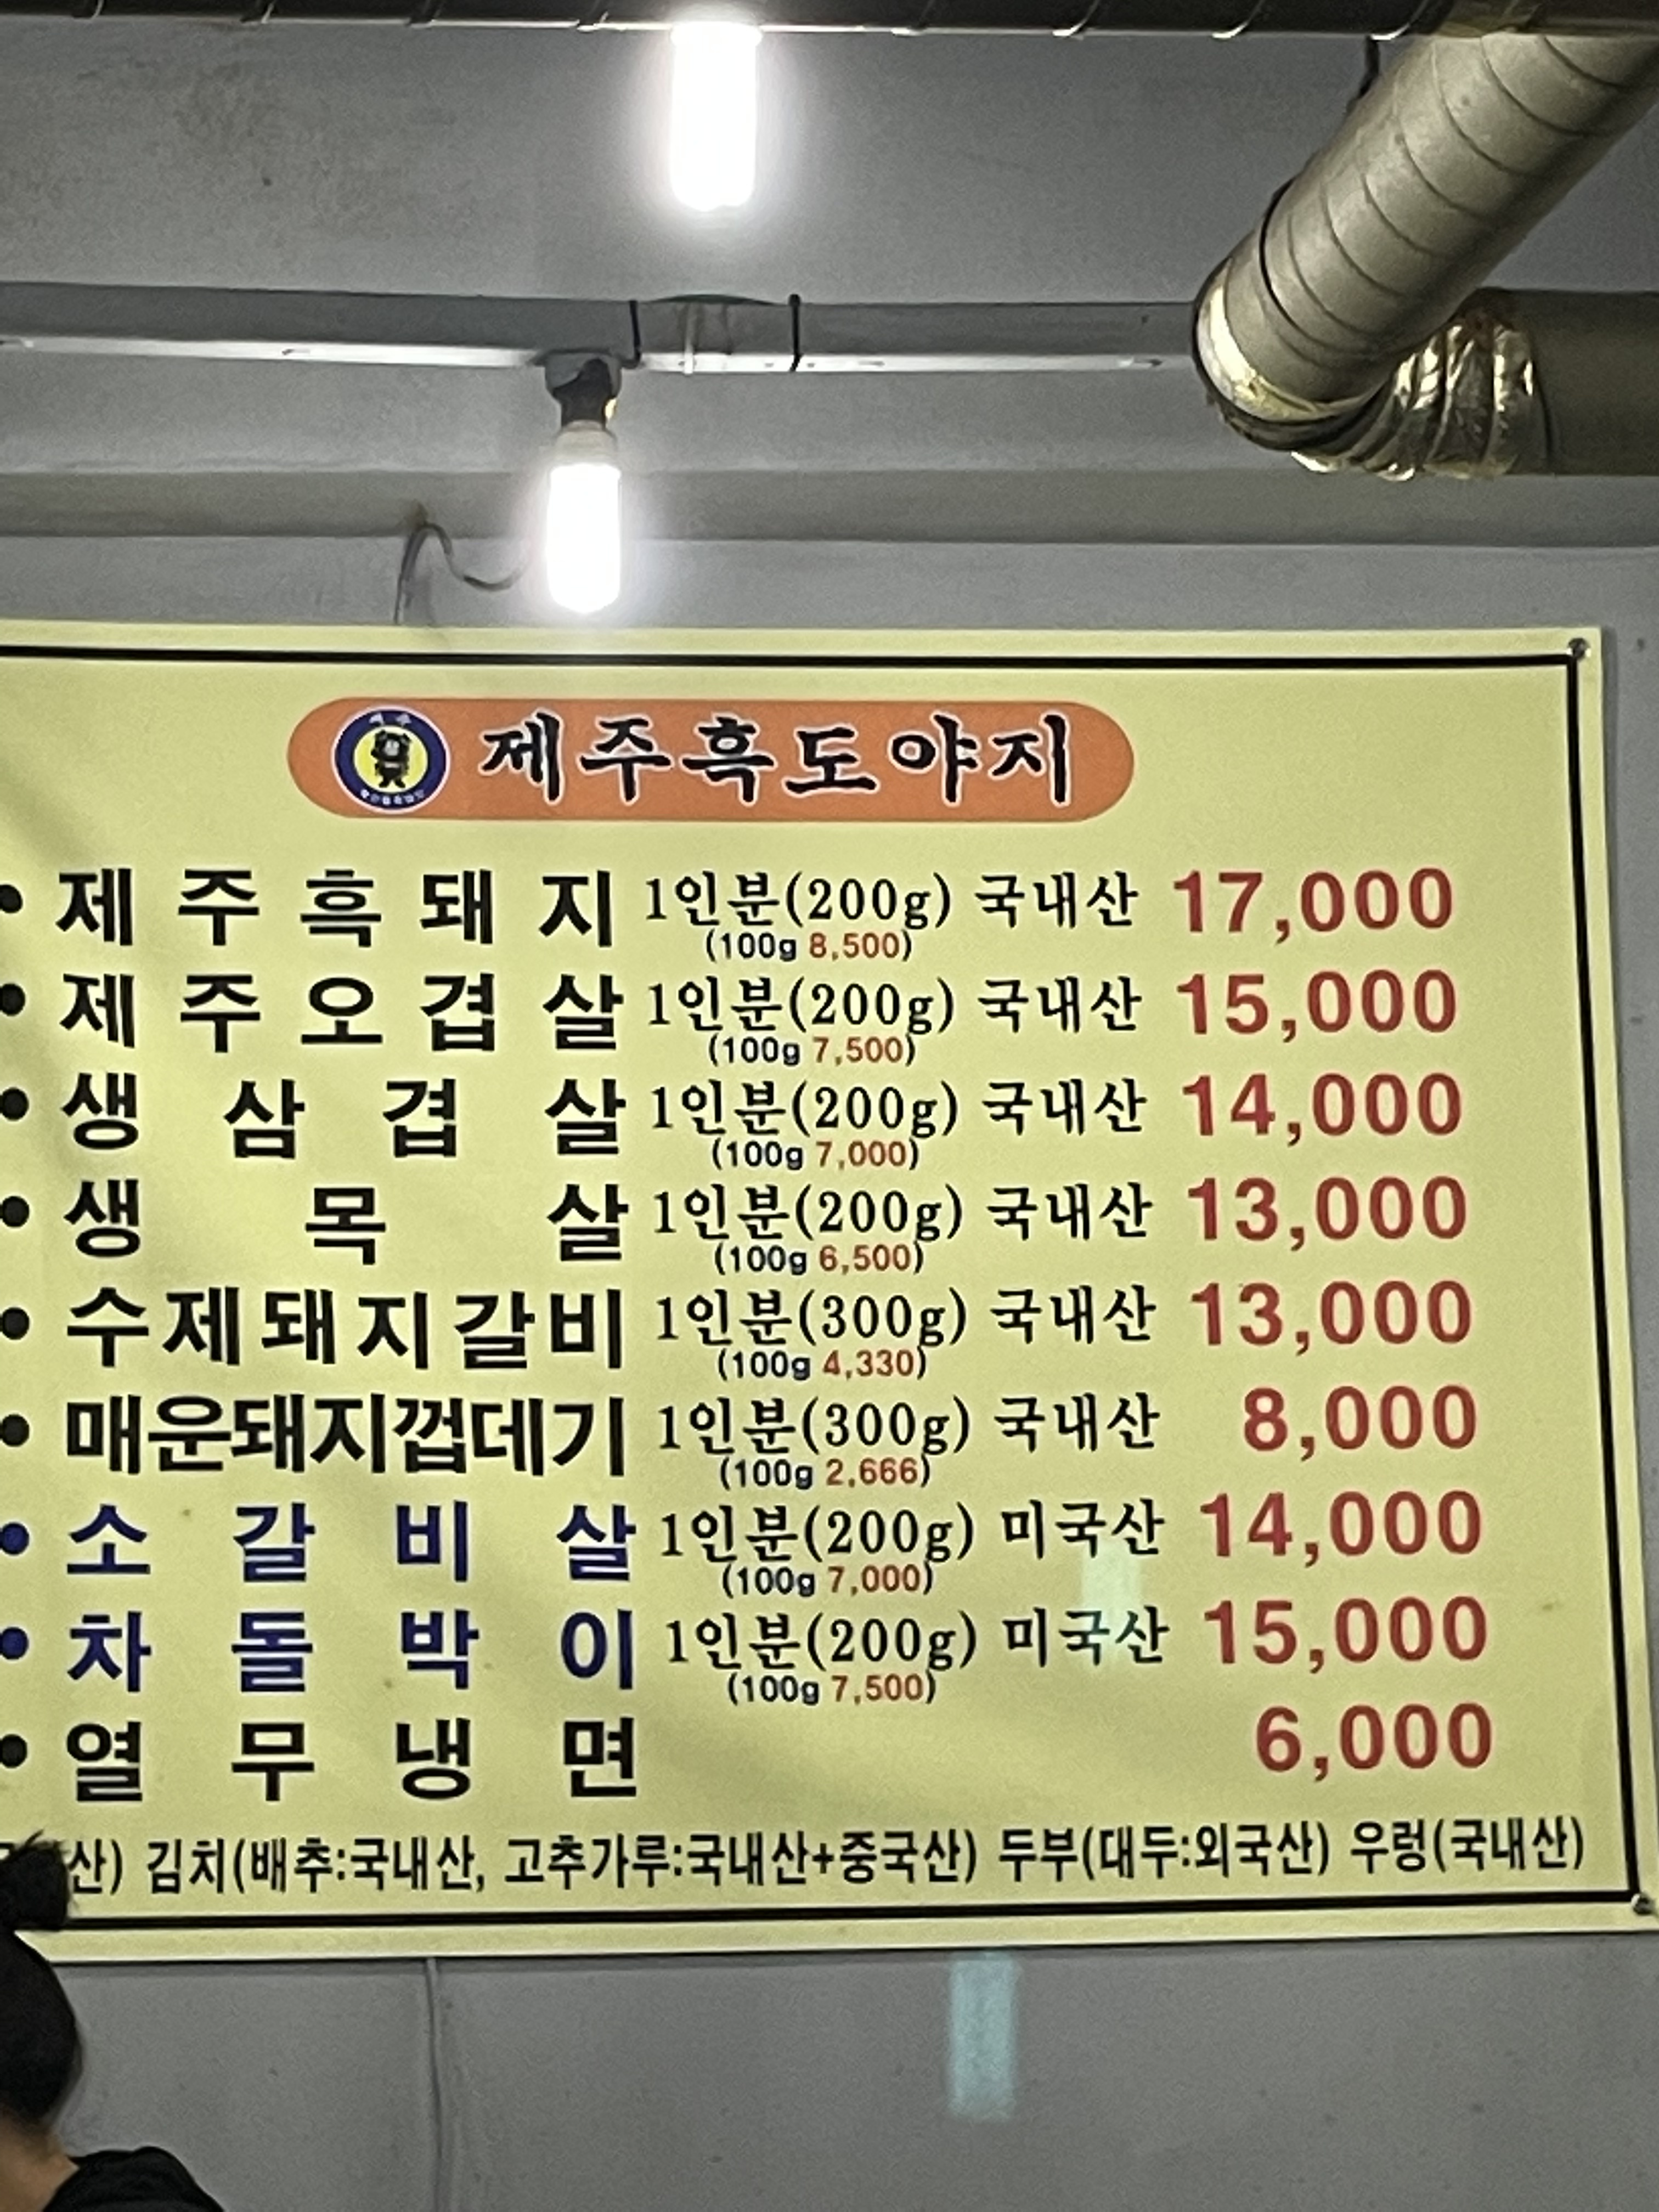 제주흑도야지
• 제주흑돼지 1인분(200g) 국내산 17,000
(100g 8,500)
• 제주오겹살 1인분(200g) 국내산 15,000
(100g 7,500)
• 생삼겹살 1인분(200g) 국내산 14,000
(100g 7,000)
• 생목살 1인분(200g) 국내산 13,000
(100g 6,500)
• 수제돼지갈비 1인분(300g) 국내산 13,000
(100g 4,330)
• 매운돼지껍데기 1인분(300g) 국내산 8,000
(100g 2,666)
• 소갈비살 1인분(200g) 미국산 14,000
(100g 7,000)
• 차돌박이 1인분(200g) 미국산 15,000
(100g 7,500)
• 열무냉면 6,000
산) 김치(배추:국내산, 고추가루:국내산+중국산) 두부(대두:외국산) 우렁(국내산)